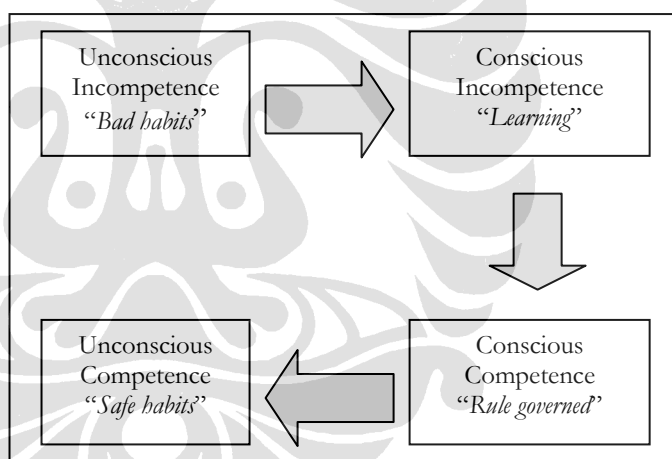 Unconscious
Incompetence
“Bad habits”
Conscious
Incompetence
“Learning”
Unconscious
Competence
“Safe habits”
Conscious
Competence
“Rule governed”